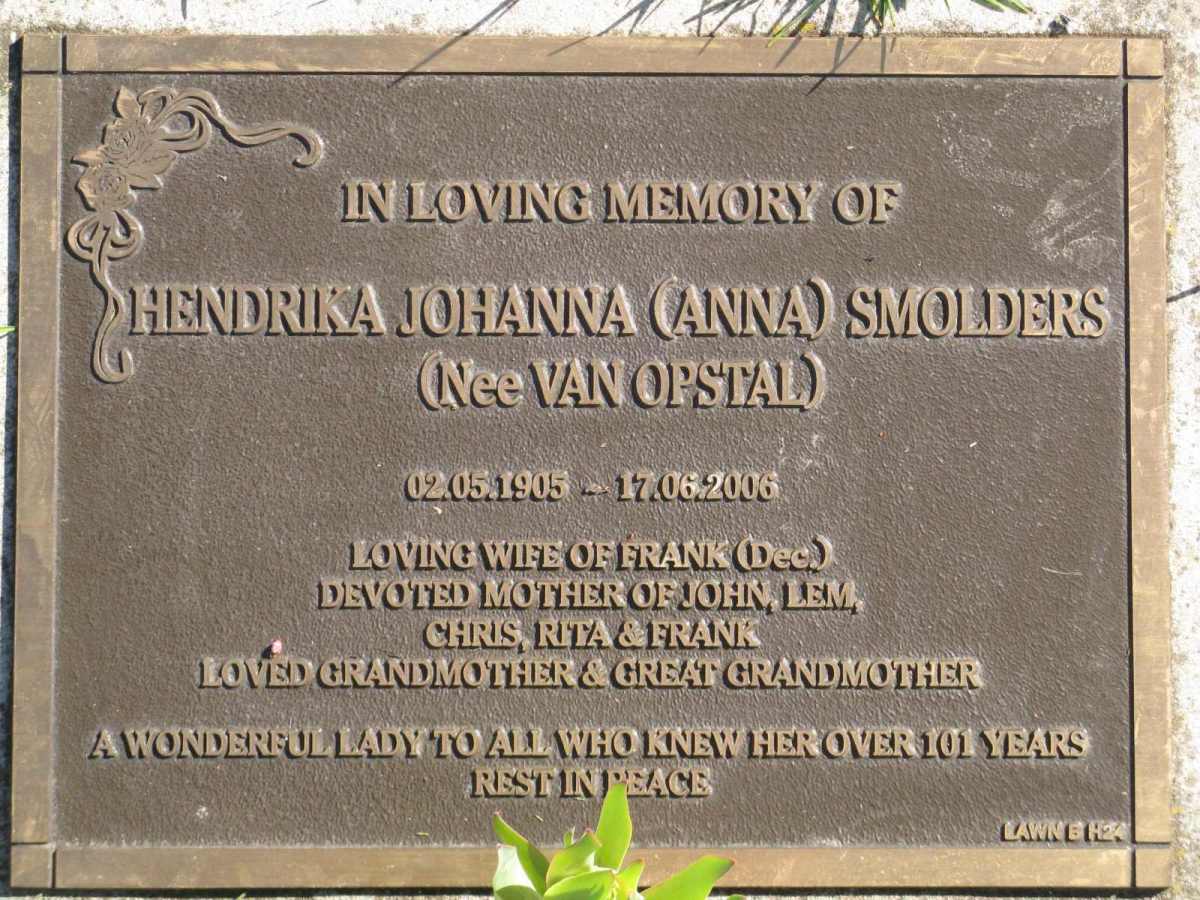 IN LOVING MEMORY OF
HENDRIKA JOHANNA (ANNA) SMOLDERS
(Nee VAN OPSTAL)
02.05.1905 ~ 17.06.2006
LOVING WIFE OF FRANK (Dec.)
DEVOTED MOTHER OF JOHN, LEM,
CHRIS, RITA & FRANK
LOVED GRANDMOTHER & GREAT GRANDMOTHER
A WONDERFUL LADY TO ALL WHO KNEW HER OVER 101 YEARS
REST IN PEACE
LAWN E H24